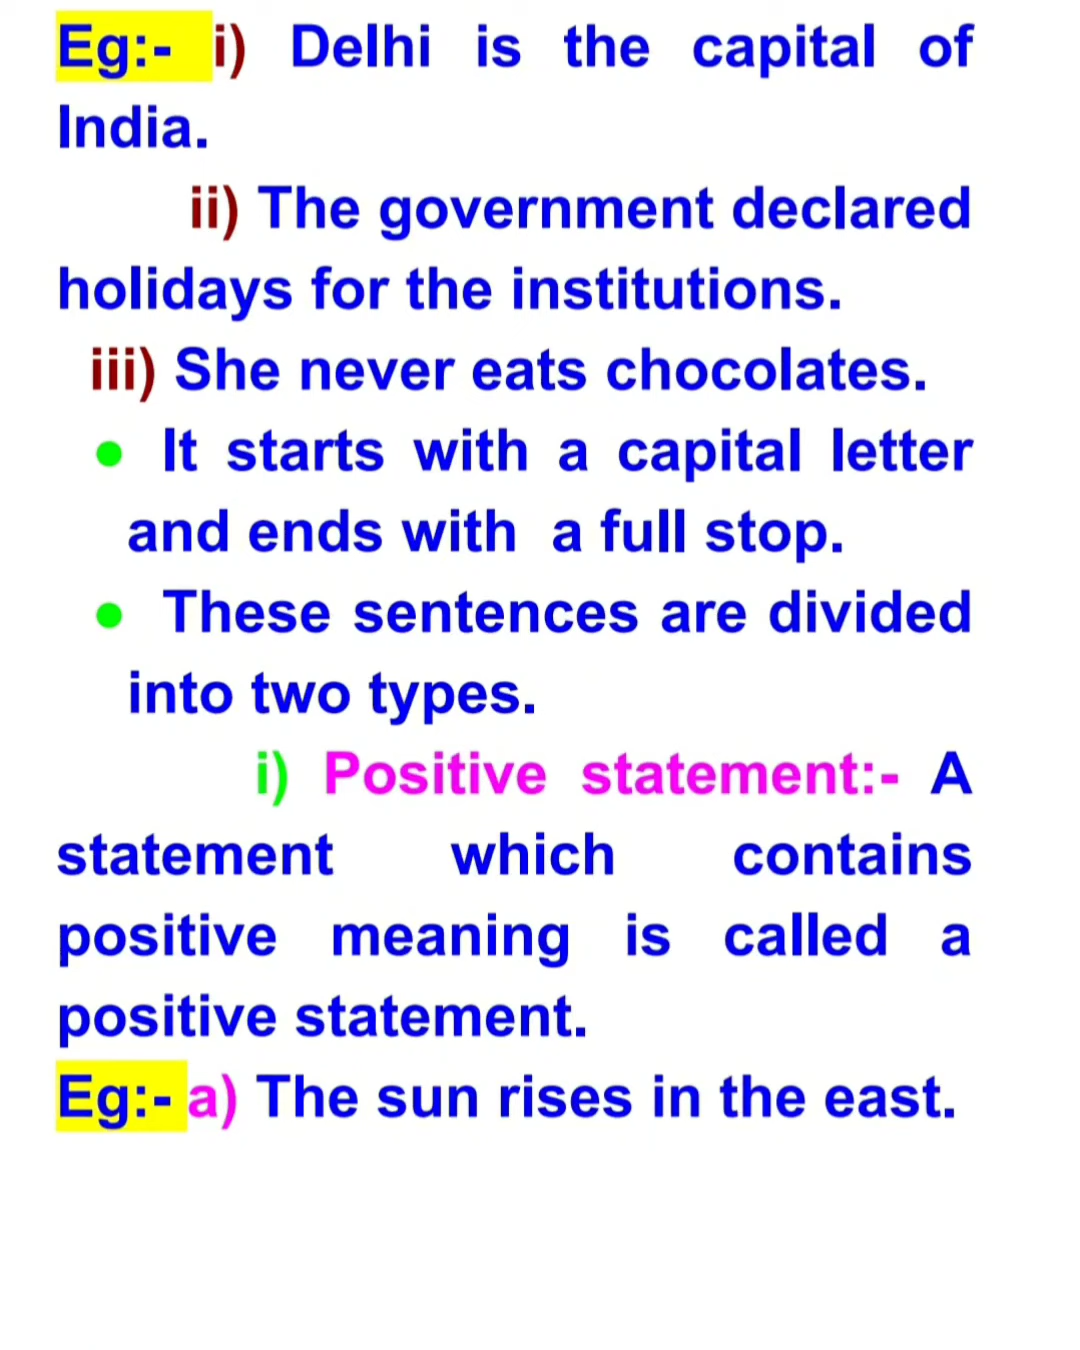 Eg:- i) Delhi is the capital of
India.
ii) The government declared
holidays for the institutions.
iii) She never eats chocolates.
● It starts with a capital letter
and ends with a full stop.
● These sentences are divided
into two types.
i) Positive statement:- A
statement which contains
positive meaning is called a
positive statement.
Eg:- a) The sun rises in the east.